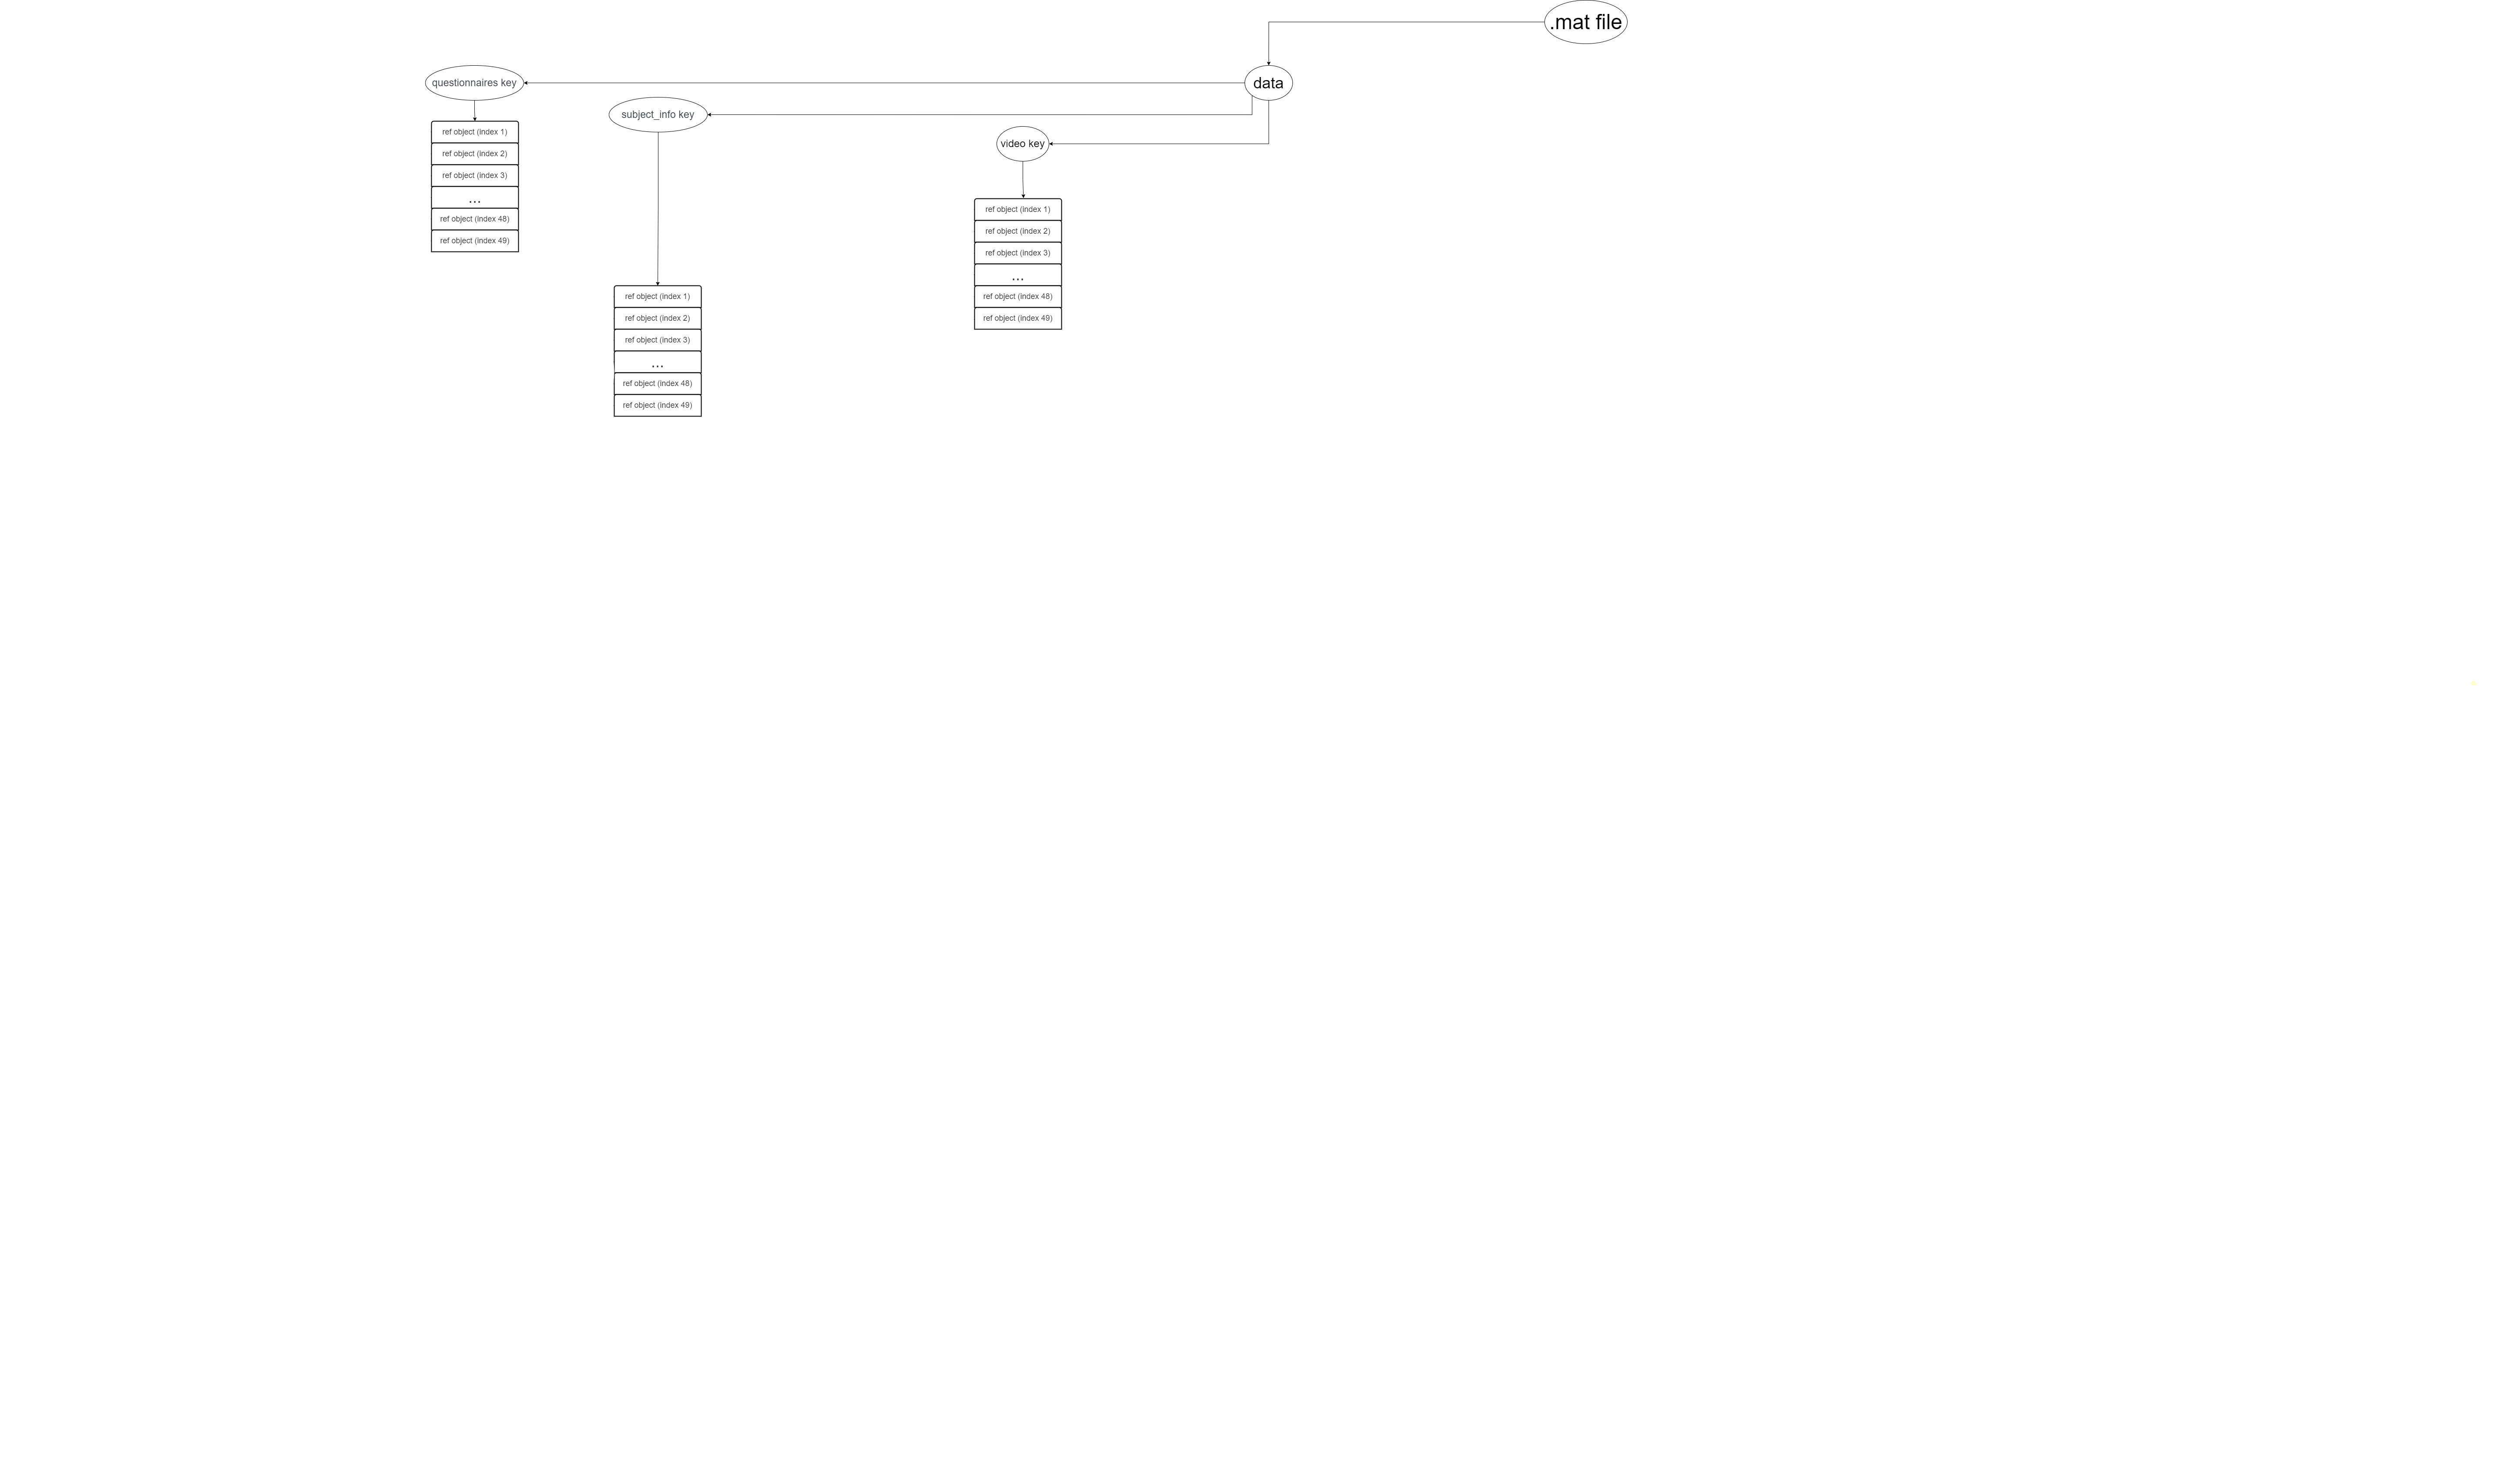 .mat file
data
questionnaires key
subject_info key
video key
ref object (index 1)
ref object (index 2)
ref object (index 3)
...
ref object (index 48)
ref object (index 49)
ref object (index 1)
ref object (index 2)
ref object (index 3)
...
ref object (index 48)
ref object (index 49)
ref object (index 1)
ref object (index 2)
ref object (index 3)
...
ref object (index 48)
ref object (index 49)